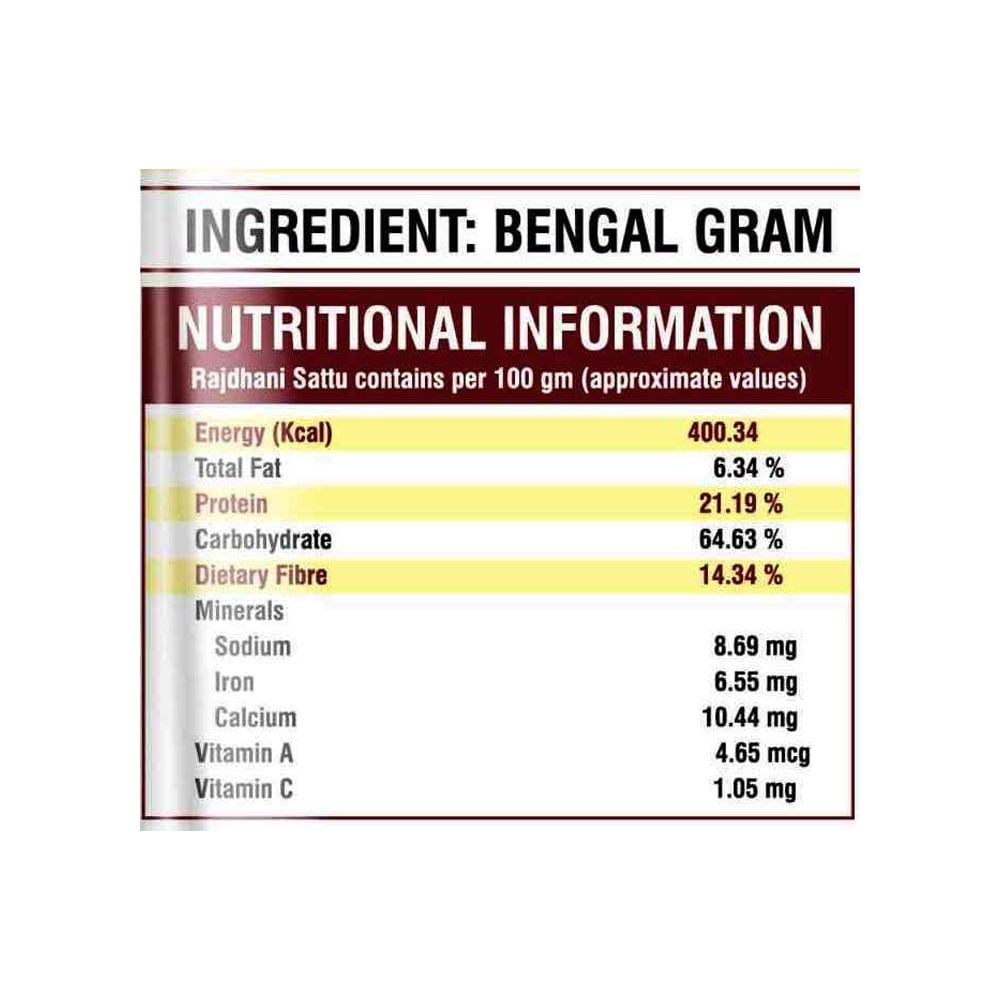 INGREDIENT: BENGAL GRAM
NUTRITIONAL INFORMATION
Rajdhani Sattu contains per 100 gm (approximate values)
Energy (Kcal) 400.34
Total Fat 6.34 %
Protein 21.19 %
Carbohydrate 64.63 %
Dietary Fibre 14.34 %
Minerals
Sodium 8.69 mg
Iron 6.55 mg
Calcium 10.44 mg
Vitamin A 4.65 mcg
Vitamin C 1.05 mg